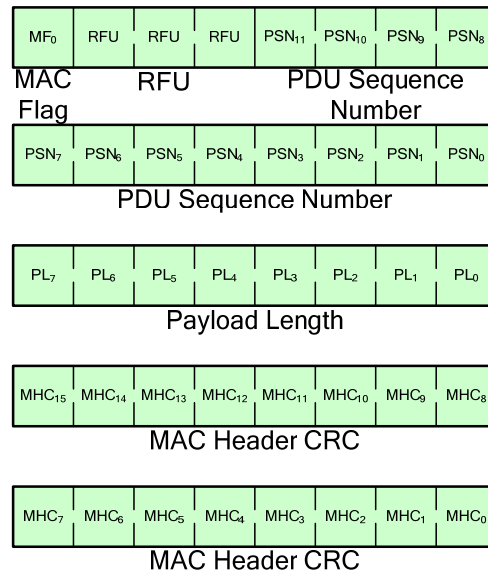 MF₀ RFU RFU RFU PSN₁₁ PSN₁₀ PSN₉ PSN₈
MAC Flag RFU PDU Sequence Number
PSN₇ PSN₆ PSN₅ PSN₄ PSN₃ PSN₂ PSN₁ PSN₀
PDU Sequence Number
PL₇ PL₆ PL₅ PL₄ PL₃ PL₂ PL₁ PL₀
Payload Length
MHC₁₅ MHC₁₄ MHC₁₃ MHC₁₂ MHC₁₁ MHC₁₀ MHC₉ MHC₈
MAC Header CRC
MHC₇ MHC₆ MHC₅ MHC₄ MHC₃ MHC₂ MHC₁ MHC₀
MAC Header CRC